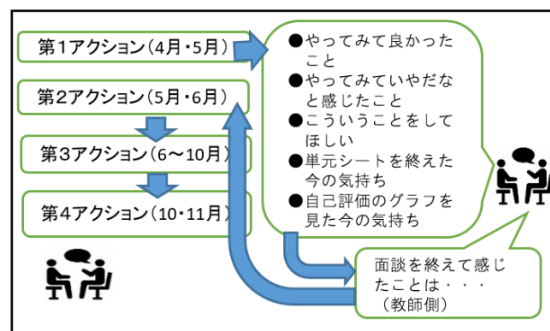 第1アクション(4月・5月)
第2アクション(5月・6月)
第3アクション(6～10月)
第4アクション(10・11月)
●やってみて良かった
こと
●やってみていやだな
と感じたこと
●こういうことをして
ほしい
●単元シートを終えた
今の気持ち
●自己評価のグラフを
見た今の気持ち
面談を終えて感じ
たことは・・・
（教師側）